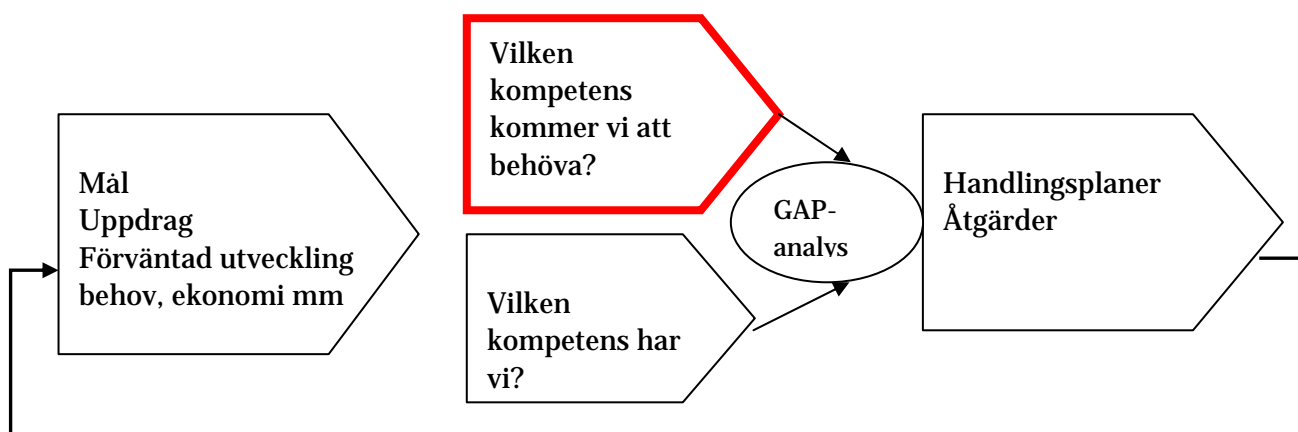 Mål
Uppdrag
Förväntad utveckling
behov, ekonomi mm
Vilken
kompetens
kommer vi att
behöva?
Vilken
kompetens har
vi?
GAP-
analys
Handlingsplaner
Åtgärder